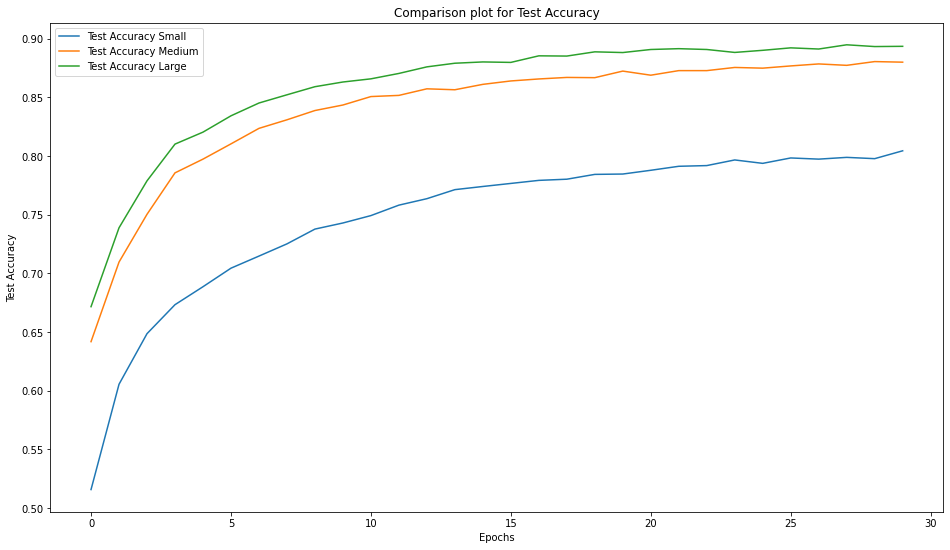 Comparison plot for Test Accuracy
Test Accuracy Small
Test Accuracy Medium
Test Accuracy Large
Test Accuracy
0.90
0.85
0.80
0.75
0.70
0.65
0.60
0.55
0.50
0 5 10 15 20 25 30
Epochs